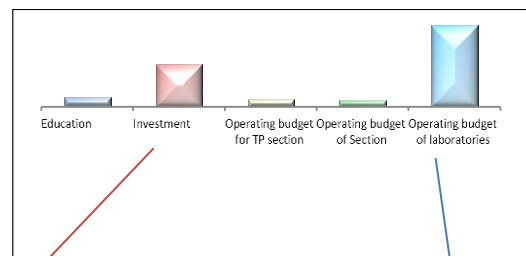 Education
Investment
Operating budget
for TP section
Operating budget
of Section
Operating budget
of laboratories